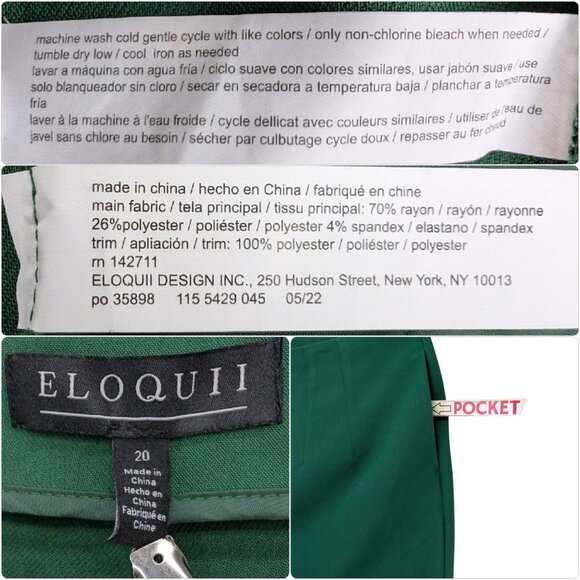 machine wash cold gentle cycle with like colors / only non-chlorine bleach when needed /
tumble dry low / cool iron as needed
lavar a máquina con agua fría / ciclo suave con colores similares, usar jabón suave / use
solo blanqueador sin cloro / secar en secadora a temperatura baja / planchar a temperatura
fría
laver à la machine à l'eau froide / cycle dellicat avec couleurs similaires / utiliser de l'eau de
javel sans chlore au besoin / sécher par culbutage cycle doux / repasser au fer
made in china / hecho en China / fabriqué en chine
main fabric / tela principal / tissu principal: 70% rayon / rayón / rayonne
26%polyester / poliéster / polyester 4% spandex / elastano / spandex
trim / apliación / trim: 100% polyester / poliéster / polyester
rn 142711
ELOQUII DESIGN INC., 250 Hudson Street, New York, NY 10013
po 35898 115 5429 045 05/22
ELOQUII
20
Made in
China
Hecho en
China
Fabriqué en
Chine
POCKET